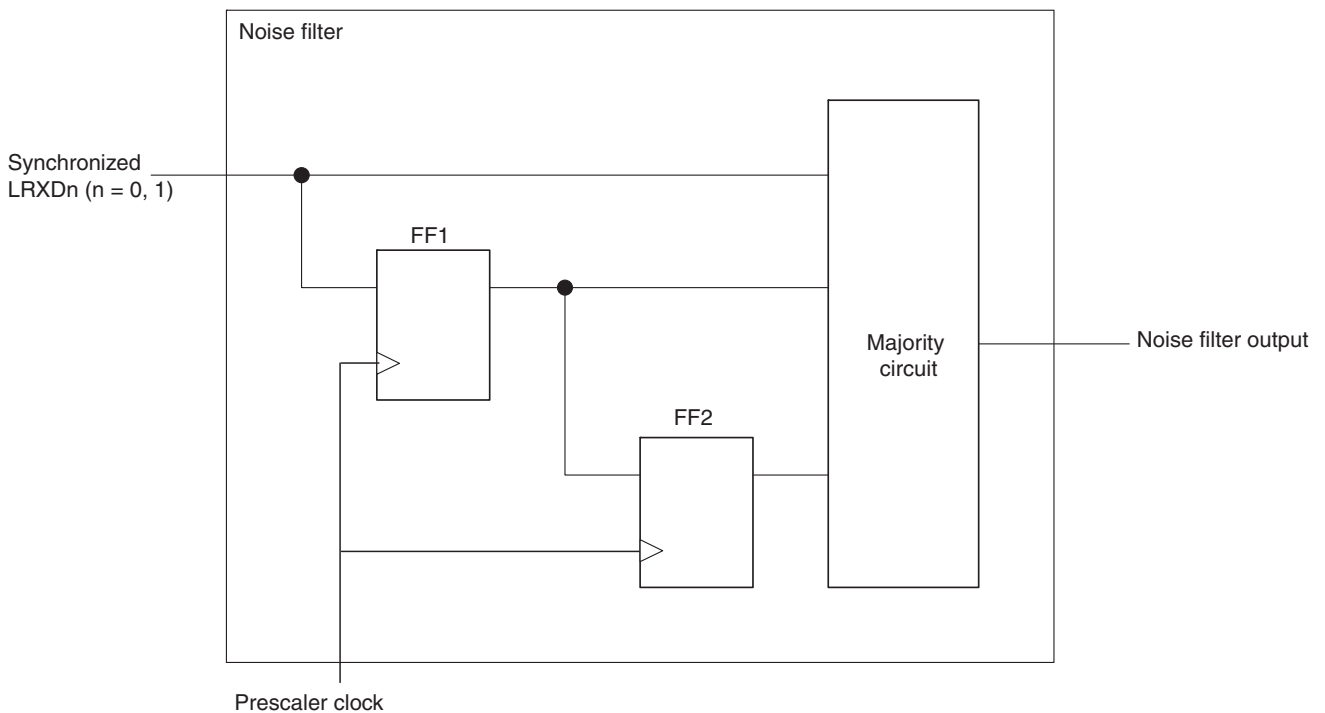 Noise filter
Synchronized
LRXDn (n = 0, 1)
FF1
Majority
circuit
Noise filter output
FF2
Prescaler clock